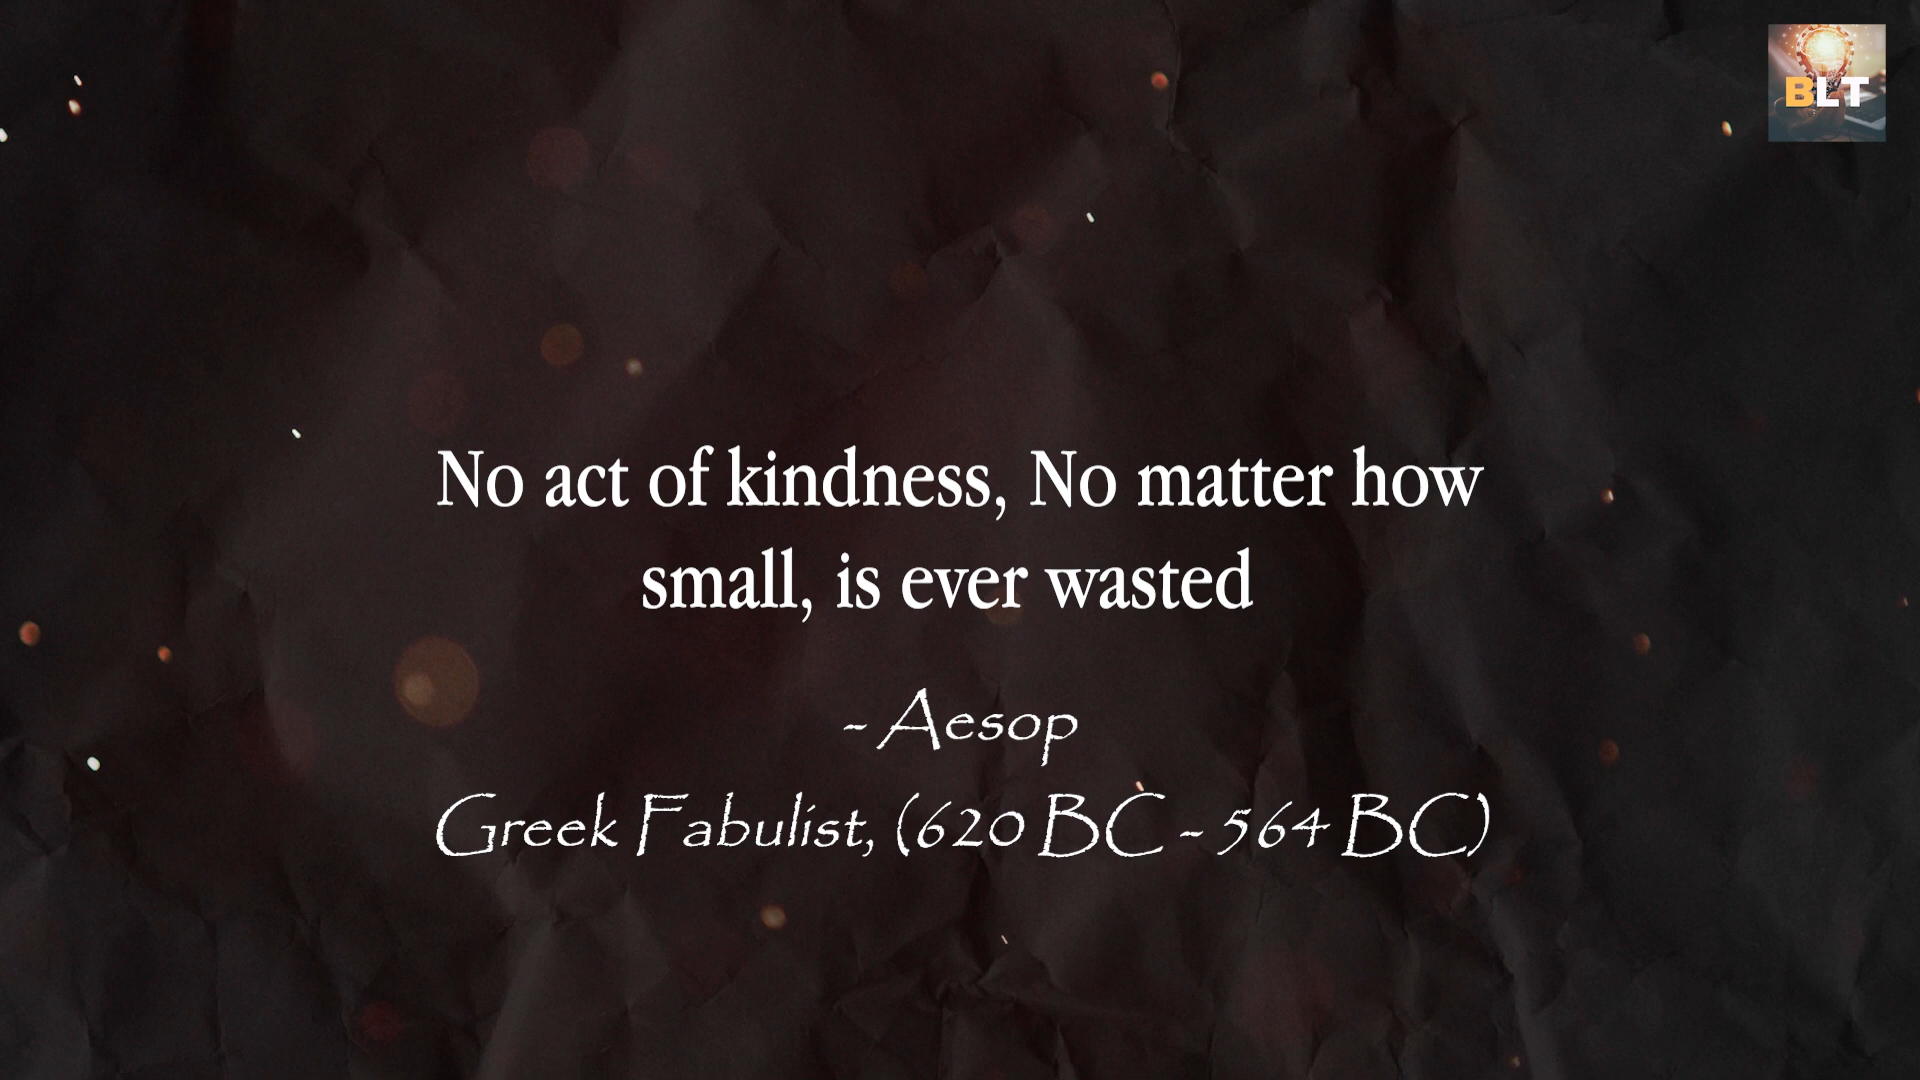 BLT
No act of kindness, No matter how
small, is ever wasted
- Aesop
Greek Fabulist, (620 BC - 564 BC)